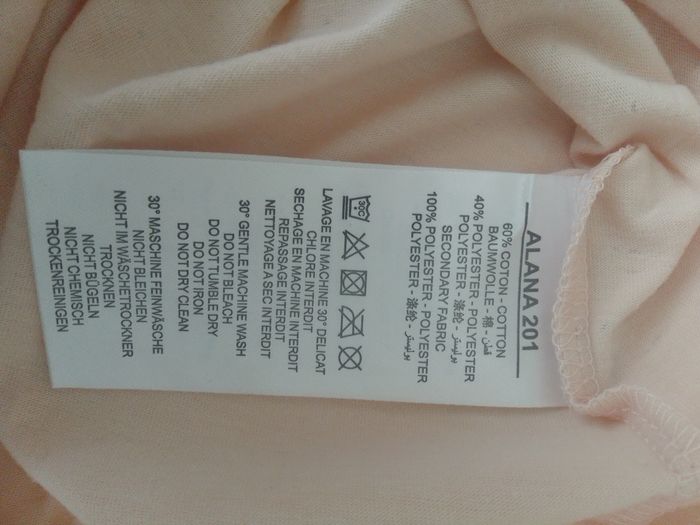 ALANA 201
60% COTON - COTTON
BAUMWOLLE - 棉 - قطن
40% POLYESTER - POLYESTER
POLYESTER - 涤纶 - بوليستر
SECONDARY FABRIC
100% POLYESTER - POLYESTER
POLYESTER - 涤纶 - بوليستر
30C
LAVAGE EN MACHINE 30° DELICAT
CHLORE INTERDIT
SECHAGE EN MACHINE INTERDIT
REPASSAGE INTERDIT
NETTOYAGE A SEC INTERDIT
30° GENTLE MACHINE WASH
DO NOT BLEACH
DO NOT TUMBLE DRY
DO NOT IRON
DO NOT DRY CLEAN
30° MASCHINE FEINWÄSCHE
NICHT BLEICHEN
NICHT IM WÄSCHETROCKNER
TROCKNEN
NICHT BÜGELN
NICHT CHEMISCH
TROCKENREINIGEN